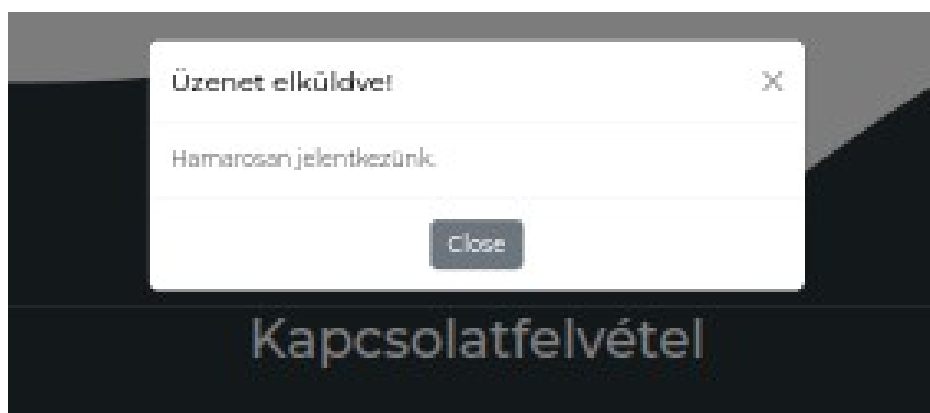 Üzenet elküldve!
Hamarosan jelentkezünk.
Close
Kapcsolatfelvétel